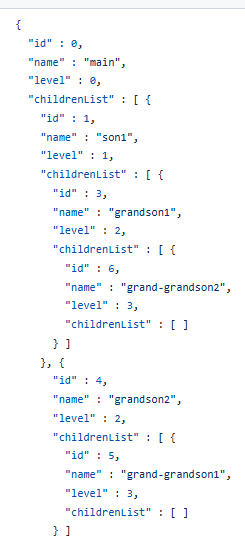 {
"id" : 0,
"name" : "main",
"level" : 0,
"childrenList" : [ {
"id" : 1,
"name" : "son1",
"level" : 1,
"childrenList" : [ {
"id" : 3,
"name" : "grandson1",
"level" : 2,
"childrenList" : [ {
"id" : 6,
"name" : "grand-grandson2",
"level" : 3,
"childrenList" : [ ]
} ]
}, {
"id" : 4,
"name" : "grandson2",
"level" : 2,
"childrenList" : [ {
"id" : 5,
"name" : "grand-grandson1",
"level" : 3,
"childrenList" : [ ]
} ]